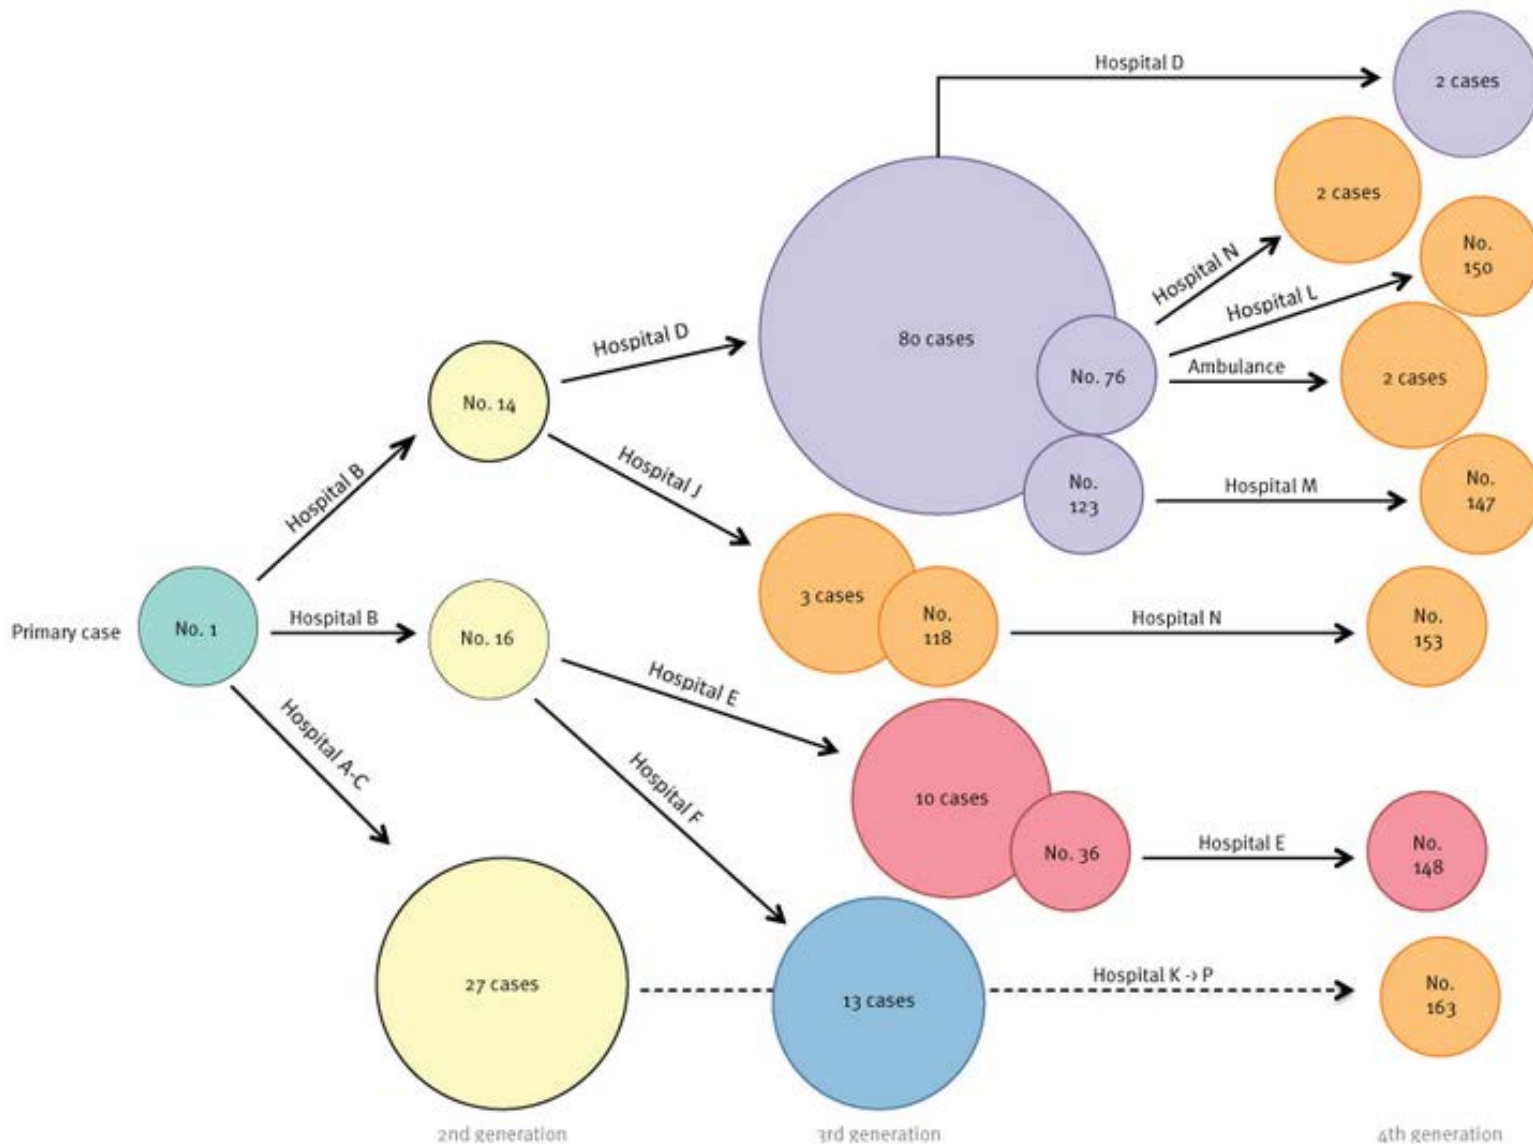 Hospital D
2 cases
2 cases
Hospital N
No.
150
Hospital L
Hospital D
80 cases
No. 76
Ambulance
2 cases
No. 14
Hospital B
Hospital J
No.
123
Hospital M
No.
147
3 cases
Primary case
No. 1
Hospital B
No. 16
No.
118
Hospital N
No.
153
Hospital E
Hospital A-C
Hospital F
10 cases
No. 36
Hospital E
No.
148
27 cases
13 cases
Hospital K -> P
No.
163
2nd generation
3rd generation
4th generation